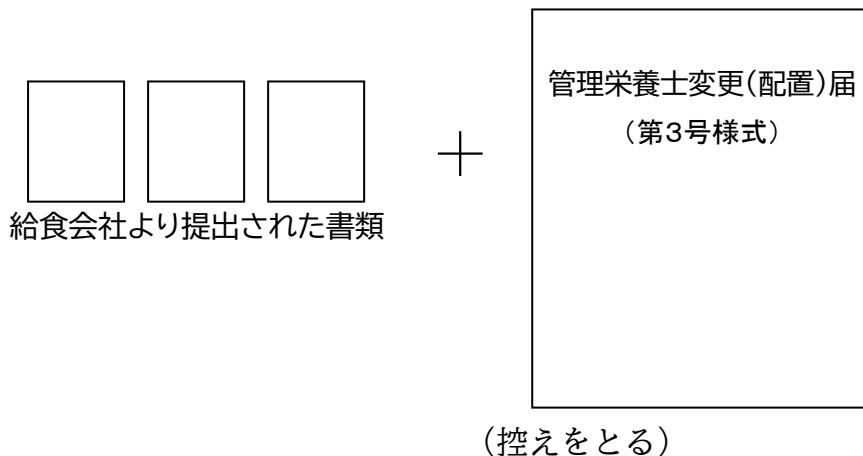 管理栄養士変更(配置)届
（第3号様式）
＋
給食会社より提出された書類
（控えをとる）